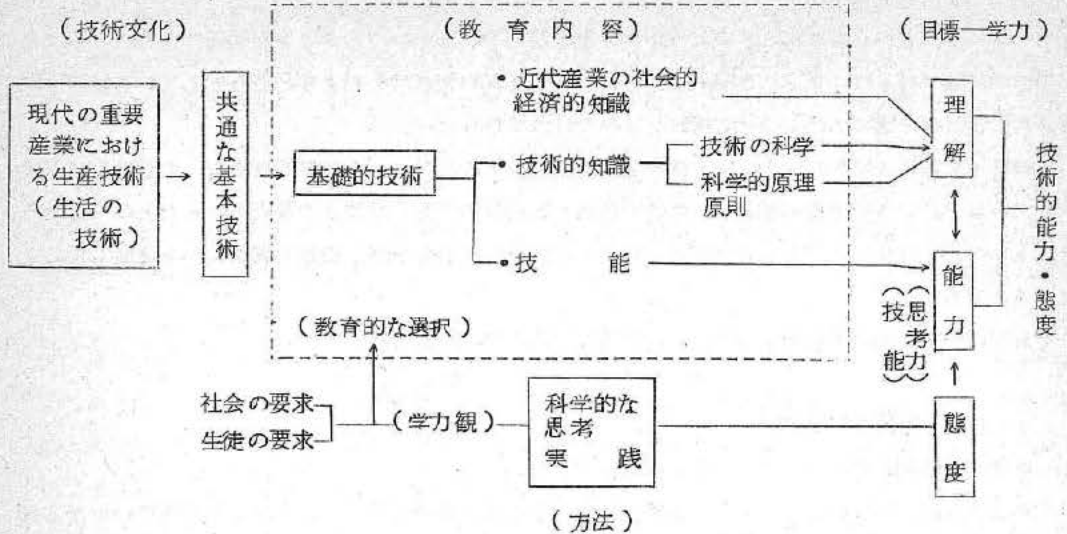 (技術文化)
(教育内容)
(目標一学力)
現代の重要
産業におけ
る生産技術
(生活の
技術)
共通な基本技術
基礎的技術
・近代産業の社会的
経済的知識
・技術的知識
技術の科学
科学的原理
原則
・技能
(教育的な選択)
理解
能力
(思考力)
(技能)
態度
技術的能力・態度
社会の要求
生徒の要求
(学力観)
科学的な
思考
実践
(方法)